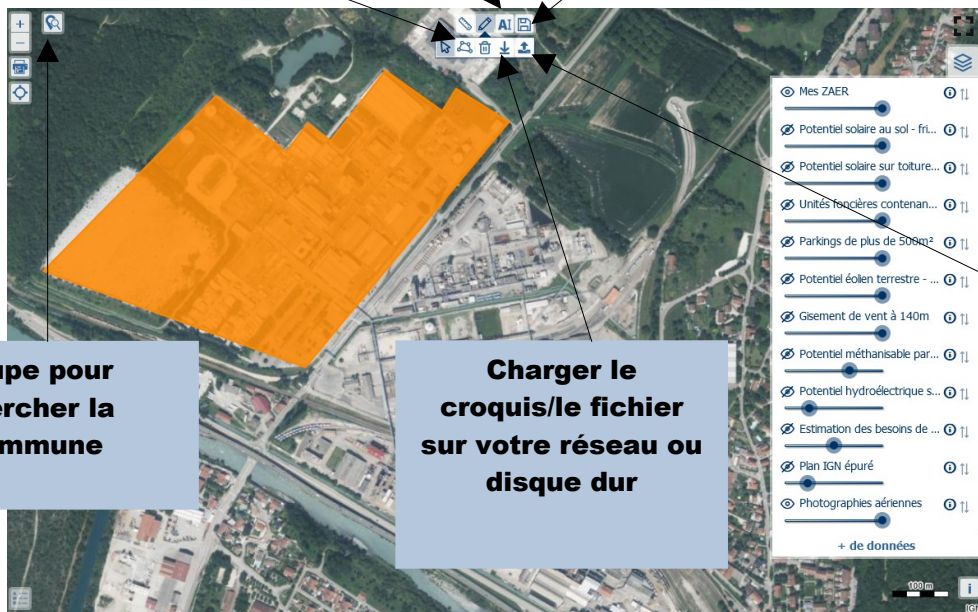 AI
Mes ZAER
Potentiel solaire au sol - fri...
Potentiel solaire sur toiture...
Unités foncières contenan...
Parkings de plus de 500m²
Potentiel éolien terrestre - ...
Gisement de vent à 140m
Potentiel méthanisable par...
Potentiel hydroélectrique s...
Estimation des besoins de ...
Plan IGN épuré
Photographies aériennes
+ de données
upe pour
ercher la
mmune
Charger le
croquis/le fichier
sur votre réseau ou
disque dur
100 m